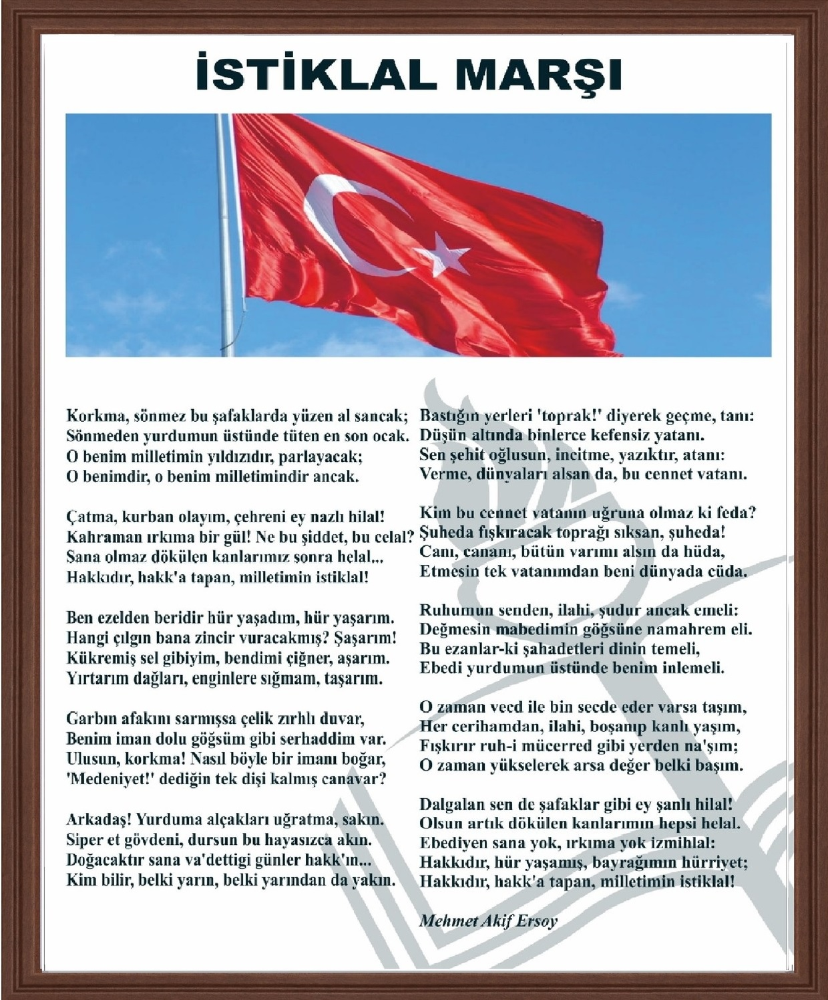 İSTİKLAL MARŞI
Korkma, sönmez bu şafaklarda yüzen al sancak;
Sönmeden yurdumun üstünde tüten en son ocak.
O benim milletimin yıldızıdır, parlayacak;
O benimdir, o benim milletimindir ancak.
Çatma, kurban olayım, çehreni ey nazlı hilal!
Kahraman ırkıma bir gül! Ne bu şiddet, bu celal?
Sana olmaz dökülen kanlarımız sonra helal...
Hakkıdır, hakk'a tapan, milletimin istiklal!
Ben ezelden beridir hür yaşadım, hür yaşarım.
Hangi çılgın bana zincir vuracakmış? Şaşarım!
Kükremiş sel gibiyim, bendimi çiğner, aşarım.
Yırtarım dağları, enginlere sığmam, taşarım.
Garbın afakını sarmışsa çelik zırhlı duvar,
Benim iman dolu göğsüm gibi serhaddim var.
Ulusun, korkma! Nasıl böyle bir imanı boğar,
'Medeniyet!' dediğin tek dişi kalmış canavar?
Arkadaş! Yurduma alçakları uğratma, sakın.
Siper et gövdeni, dursun bu hayasızca akın.
Doğacaktır sana va'dettigi günler hakk'ın...
Kim bilir, belki yarın, belki yarından da yakın.
Bastığın yerleri 'toprak!' diyerek geçme, tanı:
Düşün altında binlerce kefensiz yatanı.
Sen şehit oğlusun, incitme, yazıktır, atanı:
Verme, dünyaları alsan da, bu cennet vatanı.
Kim bu cennet vatanın uğruna olmaz ki feda?
Şuheda fışkıracak toprağı sıksan, şuheda!
Canı, cananı, bütün varımı alsın da hüda,
Etmesin tek vatanımdan beni dünyada cüda.
Ruhumun senden, ilahi, şudur ancak emeli:
Değmesin mabedimin göğsüne namahrem eli.
Bu ezanlar-ki şahadetleri dinin temeli,
Ebedi yurdumun üstünde benim inlemeli.
O zaman vecd ile bin secde eder varsa taşım,
Her cerihamdan, ilahi, boşanıp kanlı yaşım,
Fışkırır ruh-i mücerred gibi yerden na'şım;
O zaman yükselerek arsa değer belki başım.
Dalgalan sen de şafaklar gibi ey şanlı hilal!
Olsun artık dökülen kanlarımın hepsi helal.
Ebediyen sana yok, ırkıma yok izmihlal:
Hakkıdır, hür yaşamış, bayrağımın hürriyet;
Hakkıdır, hakk'a tapan, milletimin istiklal!
Mehmet Akif Ersoy